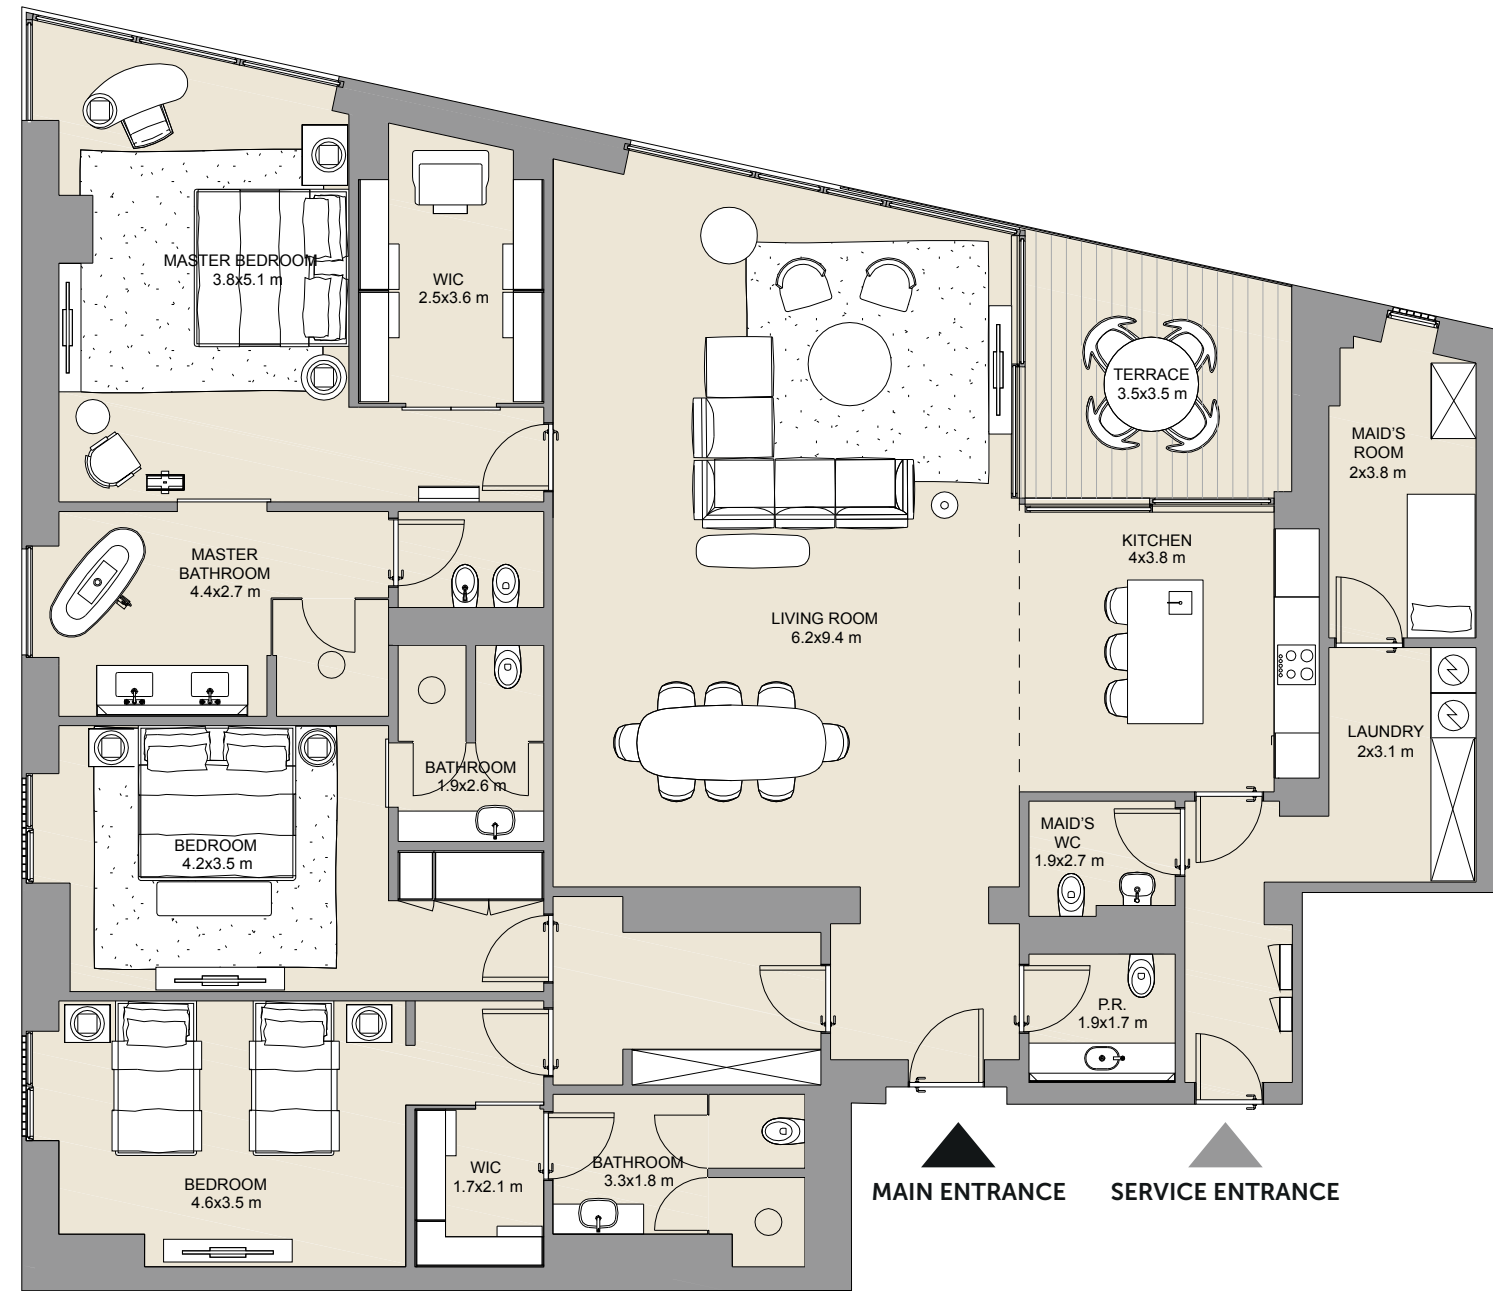 MASTER BEDROOM
3.8x5.1 m
WIC
2.5x3.6 m
TERRACE
3.5x3.5 m
MAID'S
ROOM
2x3.8 m
MASTER
BATHROOM
4.4x2.7 m
KITCHEN
4x3.8 m
LIVING ROOM
6.2x9.4 m
LAUNDRY
2x3.1 m
BATHROOM
1.9x2.6 m
BEDROOM
4.2x3.5 m
MAID'S
WC
1.9x2.7 m
P.R.
1.9x1.7 m
WIC
1.7x2.1 m
BATHROOM
3.3x1.8 m
BEDROOM
4.6x3.5 m
MAIN ENTRANCE
SERVICE ENTRANCE